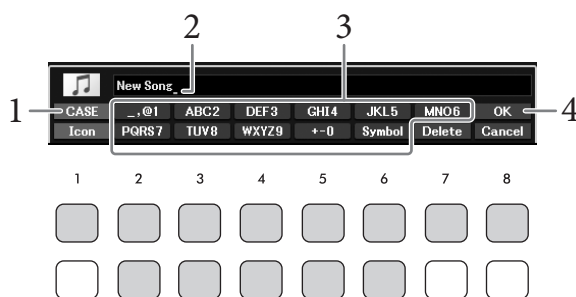 2 3
New Song_
1 CASE _,@1 ABC2 DEF3 GHI4 JKL5 MNO6 OK 4
Icon PQRS7 TUV8 WXYZ9 +-0 Symbol Delete Cancel
1 2 3 4 5 6 7 8